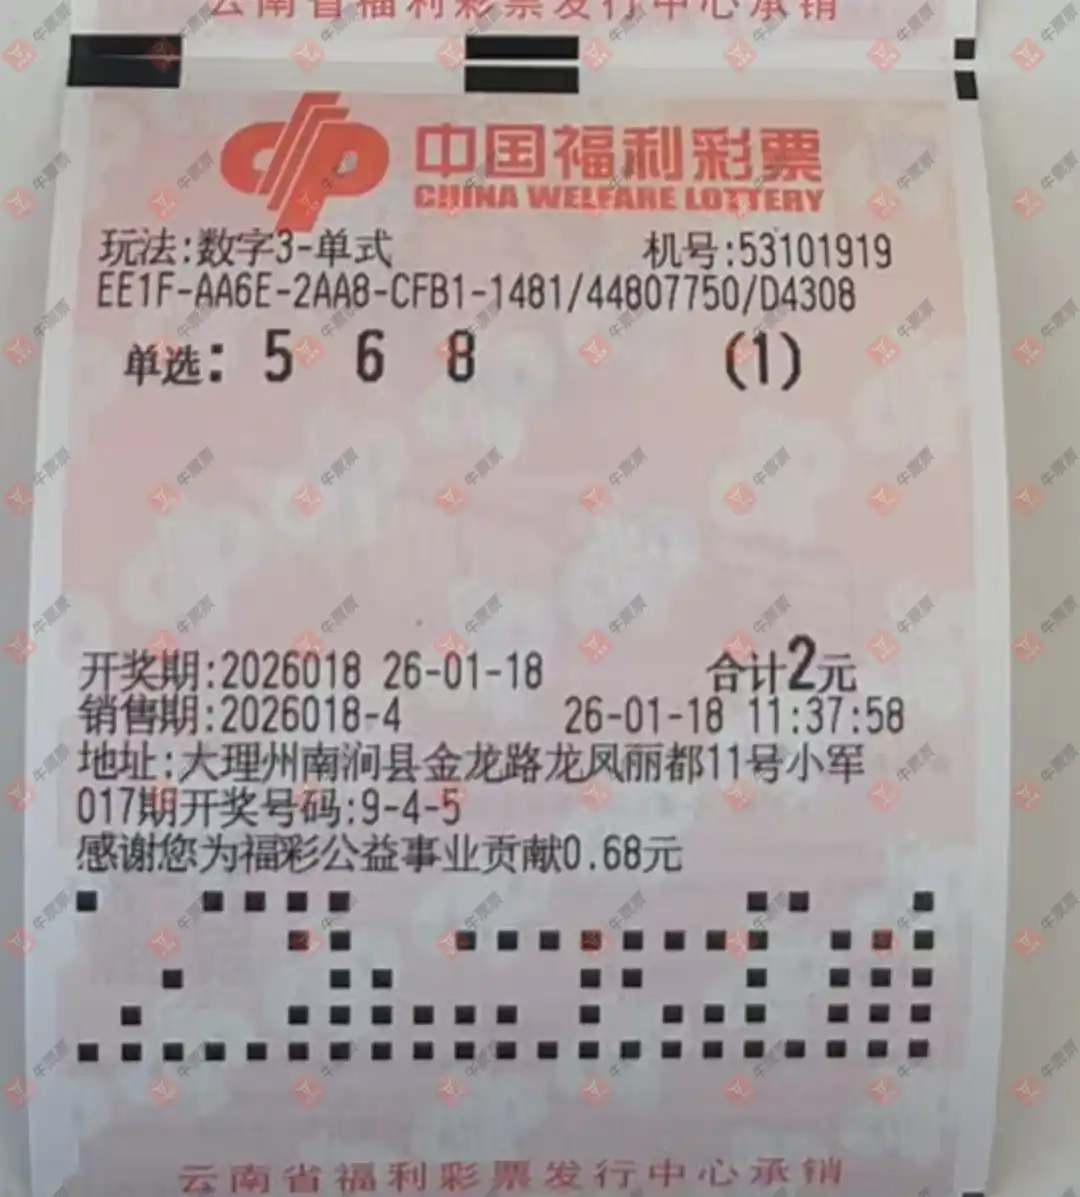 云南省福利彩票发行中心承销
中国福利彩票
CHINA WELFARE LOTTERY
玩法:数字3-单式 机号:53101919
EE1F-AA6E-2AA8-CFB1-1481/44807750/D4308
单选: 5 6 8 (1)
开奖期:2026018 26-01-18 合计2元
销售期:2026018-4 26-01-18 11:37:58
地址:大理州南涧县金龙路龙凤丽都11号小军
017期开奖号码:9-4-5
感谢您为福彩公益事业贡献0.68元
云南省福利彩票发行中心承销
牛票票